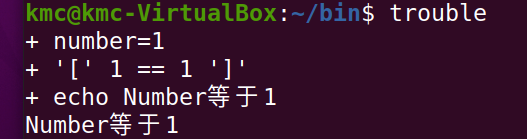 kmc@kmc-VirtualBox:~/bin$ trouble
+ number=1
+ '[' 1 == 1 ']'
+ echo Number等于1
Number等于1